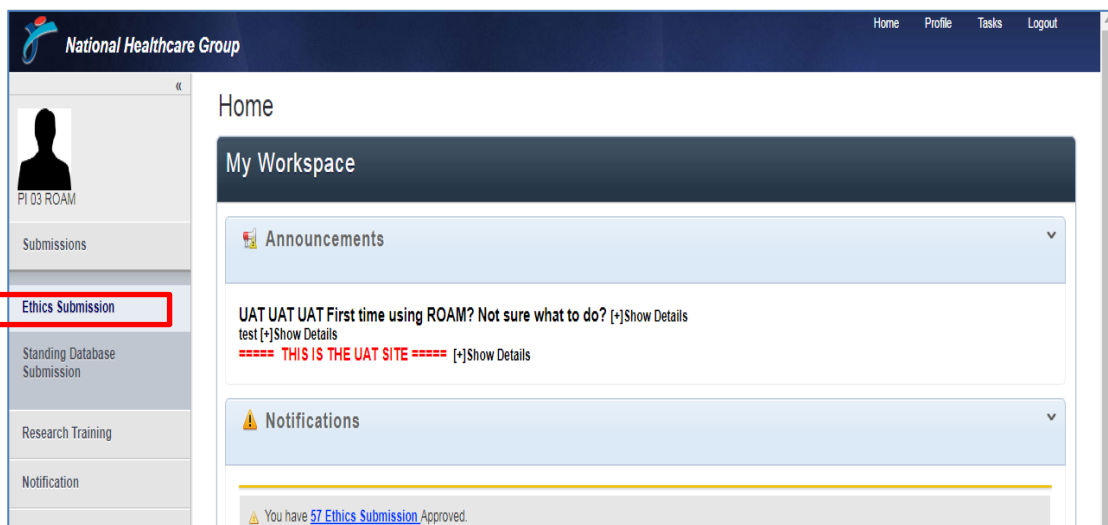 Home Profile Tasks Logout
National Healthcare Group
«
PI 03 ROAM
Submissions
Ethics Submission
Standing Database
Submission
Research Training
Notification
Home
My Workspace
Announcements
UAT UAT UAT First time using ROAM? Not sure what to do? [+]Show Details
test [+]Show Details
===== THIS IS THE UAT SITE ===== [+]Show Details
Notifications
You have 57 Ethics Submission Approved.